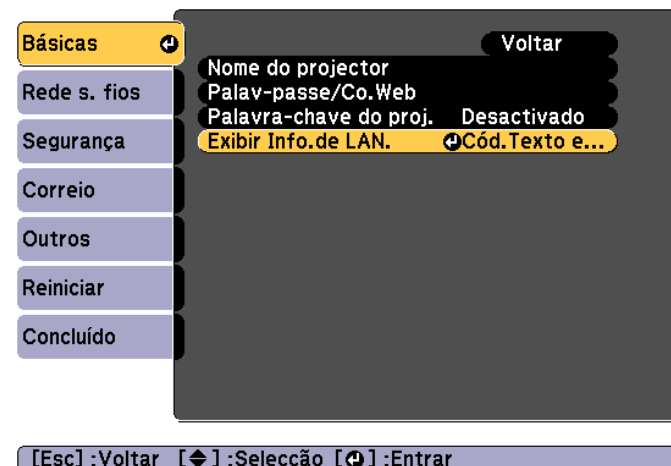 Básicas
Voltar
Nome do projector
Rede s. fios
Palav-passe/Co.Web
Palavra-chave do proj. Desactivado
Segurança
Exibir Info.de LAN. Cód.Texto e...
Correio
Outros
Reiniciar
Concluído
[Esc] :Voltar [] :Selecção [] :Entrar